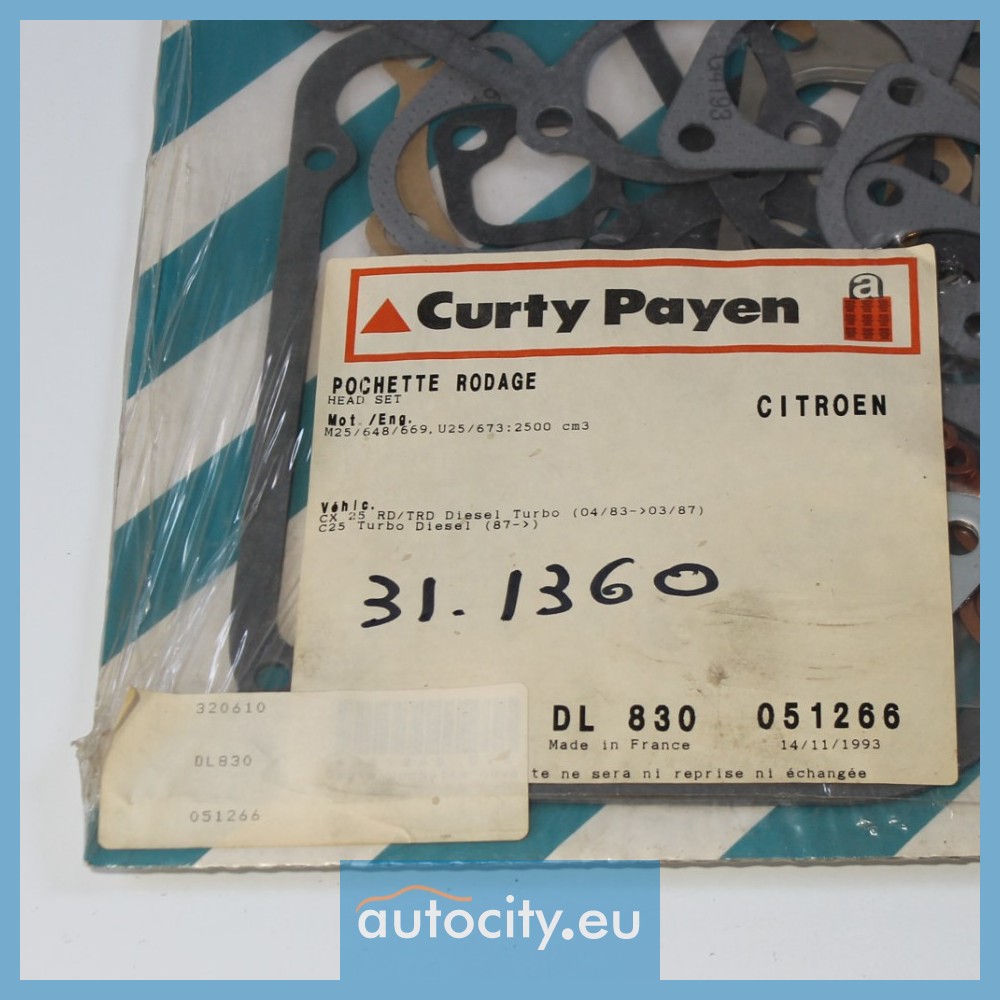 G4193
a
Curty Payen
POCHETTE RODAGE
HEAD SET
CITROEN
Mot./Eng.
M25/648/669, U25/673:2500 cm3
Véhic.
CX 25 RD/TRD Diesel Turbo (04/83->03/87)
C25 Turbo Diesel (87->)
31.1360
320610
DL830
051266
DL 830 051266
Made in France 14/11/1993
te ne sera ni reprise ni échangée
autocity.eu